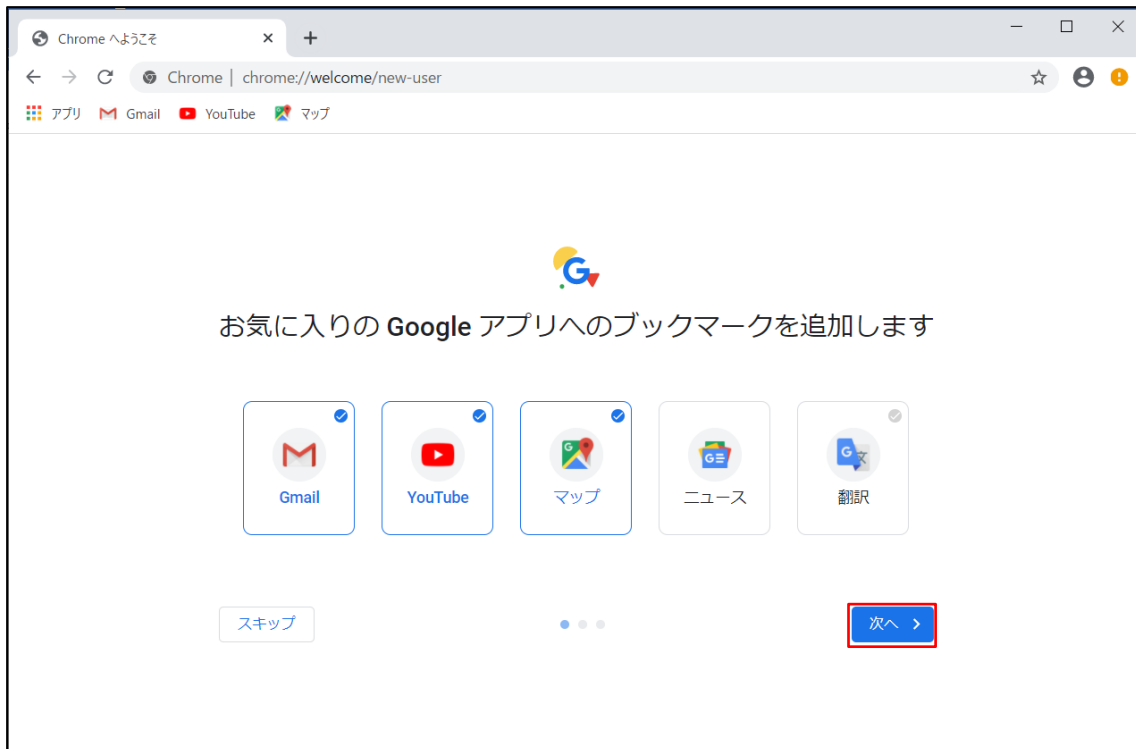 Chrome へようこそ
Chrome | chrome://welcome/new-user
アプリ Gmail YouTube マップ
お気に入りの Google アプリへのブックマークを追加します
Gmail YouTube マップ ニュース 翻訳
スキップ 次へ